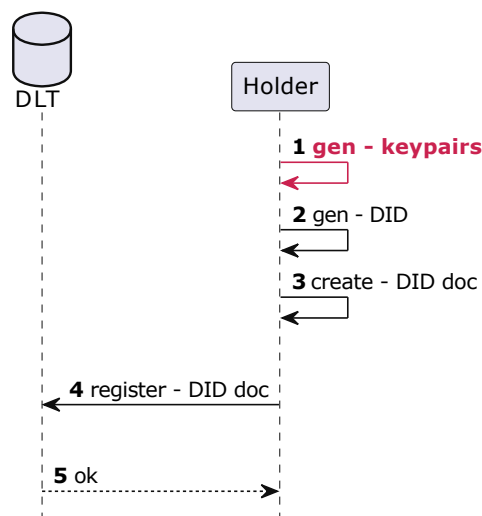 DLT
Holder
1 gen - keypairs
2 gen - DID
3 create - DID doc
4 register - DID doc
5 ok